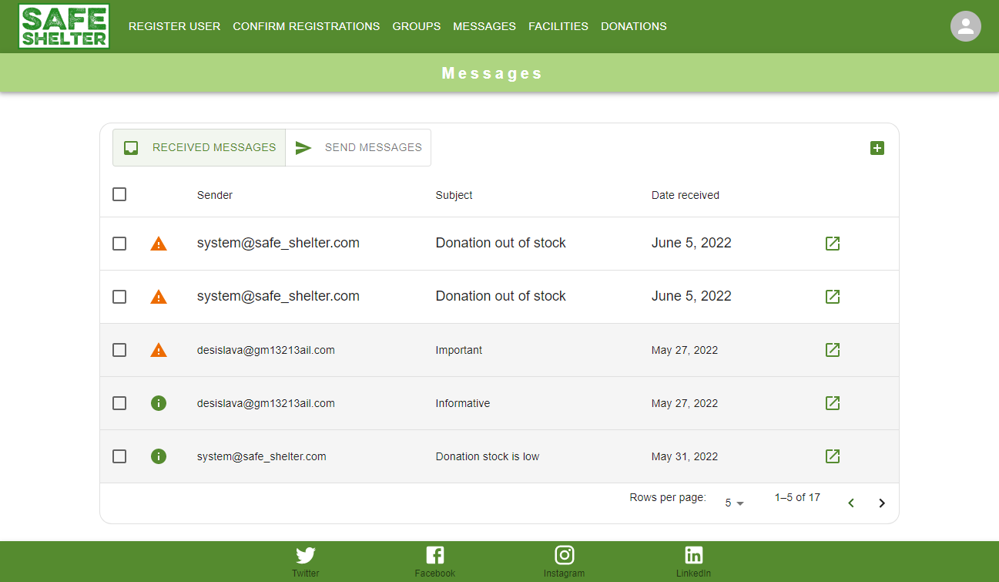 SAFE
SHELTER
REGISTER USER CONFIRM REGISTRATIONS GROUPS MESSAGES FACILITIES DONATIONS
Messages
RECEIVED MESSAGES SEND MESSAGES
Sender Subject Date received
system@safe_shelter.com Donation out of stock June 5, 2022
system@safe_shelter.com Donation out of stock June 5, 2022
desislava@gm13213ail.com Important May 27, 2022
desislava@gm13213ail.com Informative May 27, 2022
system@safe_shelter.com Donation stock is low May 31, 2022
Rows per page: 5 1–5 of 17
Twitter Facebook Instagram LinkedIn